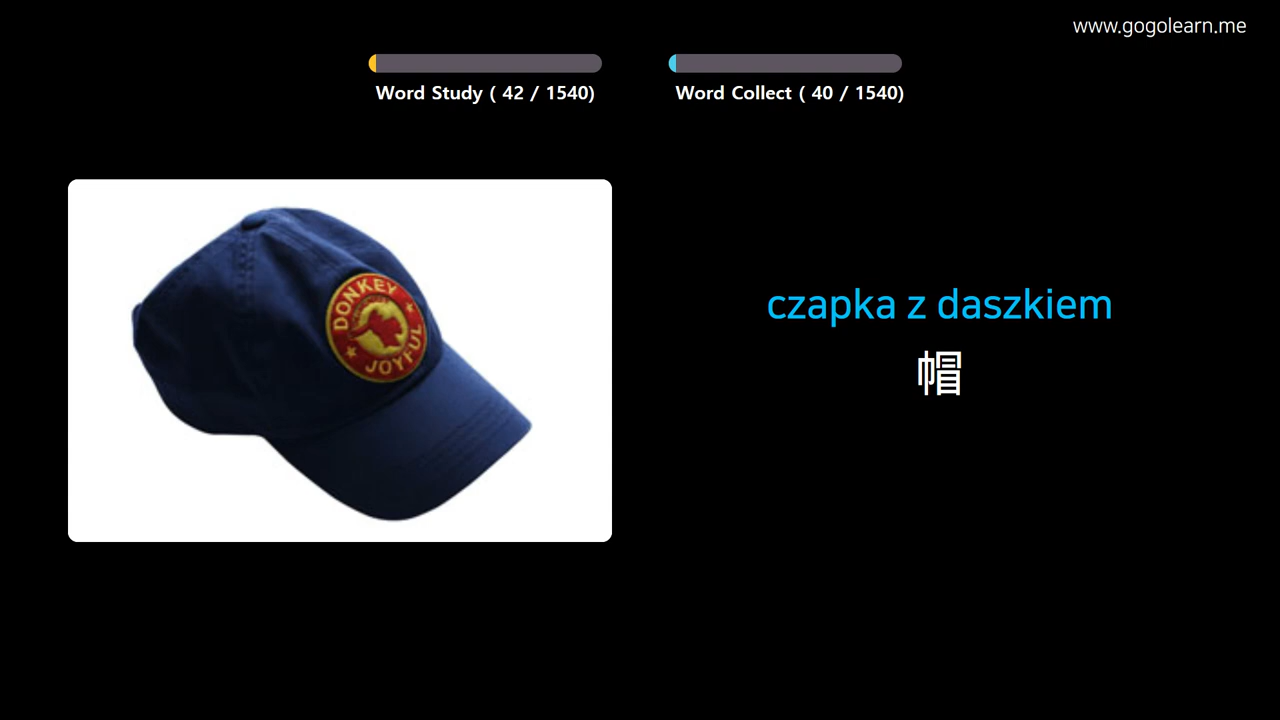 www.gogolearn.me
Word Study ( 42 / 1540)
Word Collect ( 40 / 1540)
DONKEY
JOYFUL
czapka z daszkiem
帽